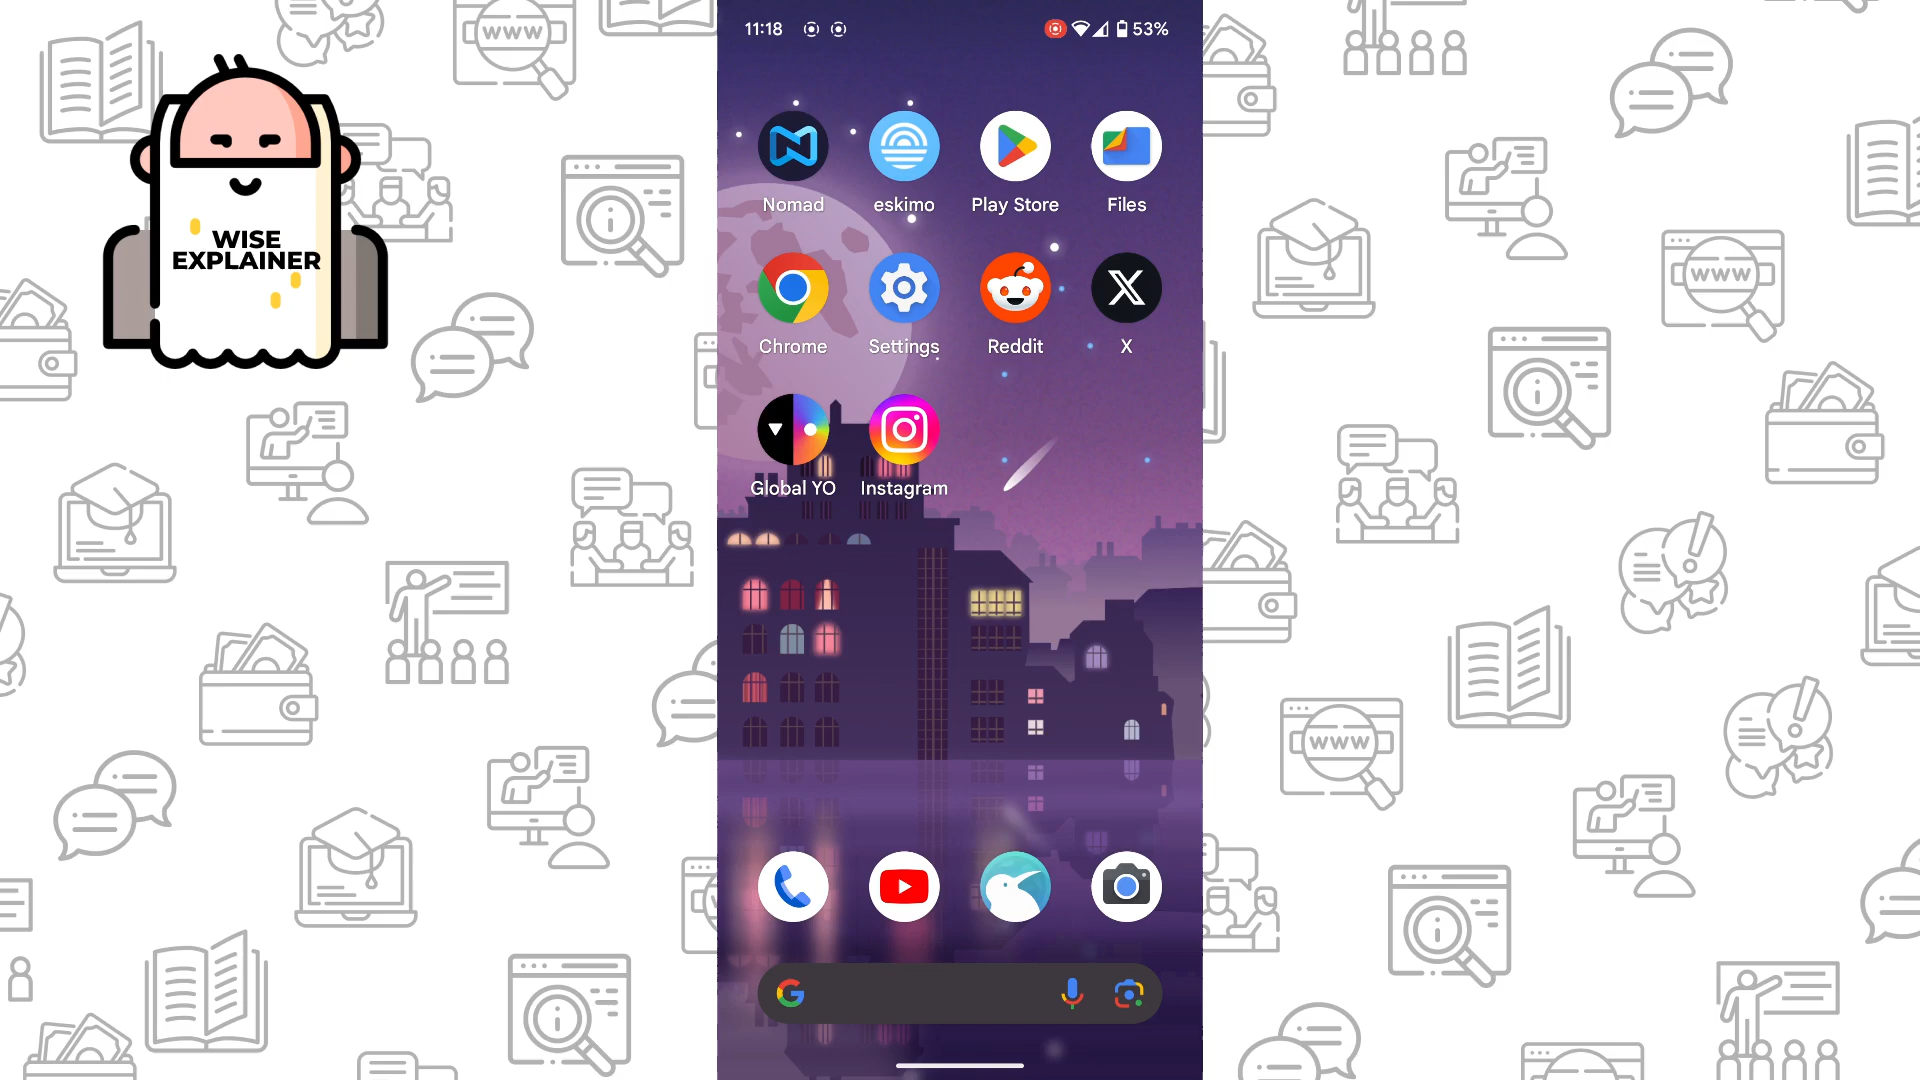 WISE
EXPLAINER
11:18
53%
Nomad
eskimo
Play Store
Files
Chrome
Settings
Reddit
X
Global YO
Instagram
WWW
WWW
WWW